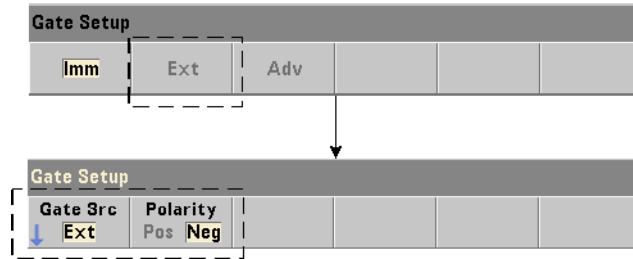 Gate Setup
Imm Ext Adv
Gate Setup
Gate Src Polarity
Ext Pos Neg